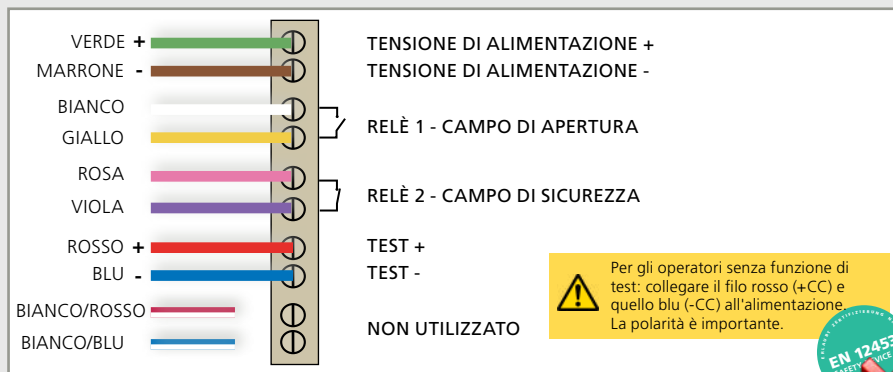 VERDE + TENSIONE DI ALIMENTAZIONE +
MARRONE - TENSIONE DI ALIMENTAZIONE -
BIANCO
GIALLO
RELÈ 1 - CAMPO DI APERTURA
ROSA
VIOLA
RELÈ 2 - CAMPO DI SICUREZZA
ROSSO + TEST +
BLU - TEST -
BIANCO/ROSSO
BIANCO/BLU
NON UTILIZZATO
Per gli operatori senza funzione di
test: collegare il filo rosso (+CC) e
quello blu (-CC) all'alimentazione.
La polarità è importante.
EN 12453